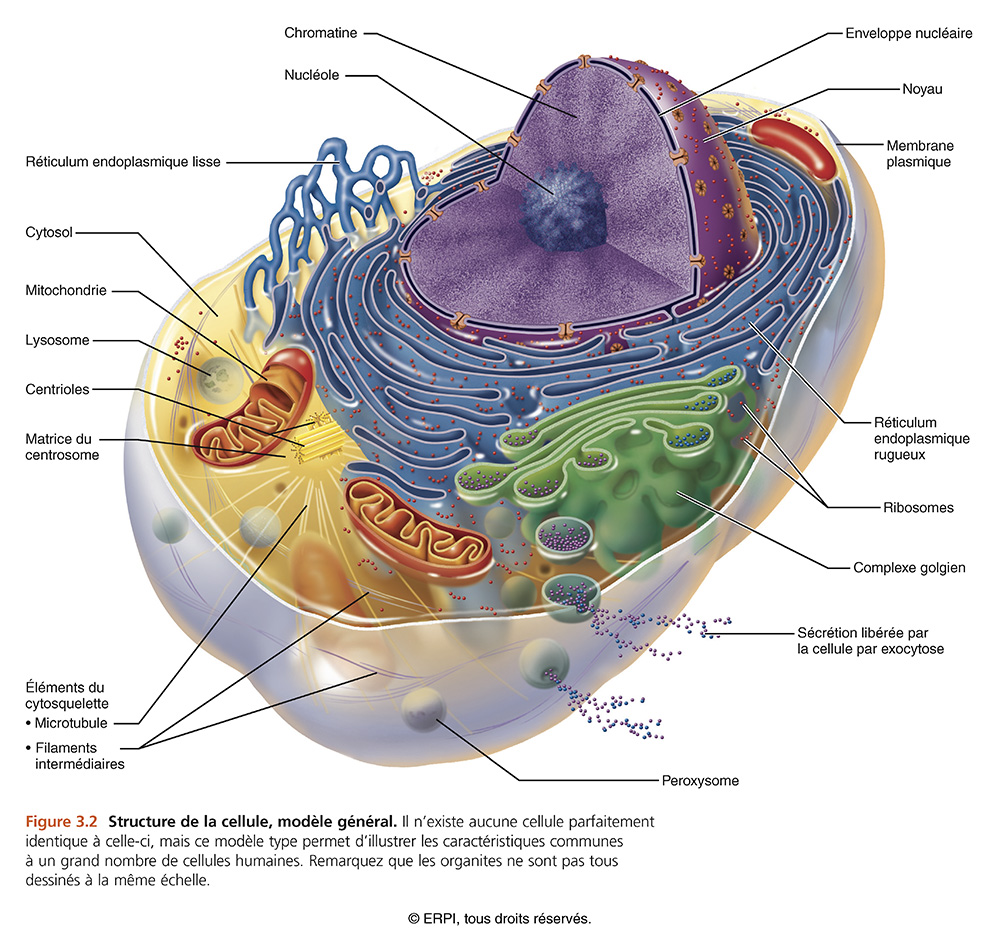 Chromatine
Nucléole
Réticulum endoplasmique lisse
Cytosol
Mitochondrie
Lysosome
Centrioles
Matrice du
centrosome
Éléments du
cytosquelette
• Microtubule
• Filaments
intermédiaires
Enveloppe nucléaire
Noyau
Membrane
plasmique
Réticulum
endoplasmique
rugueux
Ribosomes
Complexe golgien
Sécrétion libérée par
la cellule par exocytose
Peroxysome
Figure 3.2 Structure de la cellule, modèle général. Il n’existe aucune cellule parfaitement
identique à celle-ci, mais ce modèle type permet d’illustrer les caractéristiques communes
à un grand nombre de cellules humaines. Remarquez que les organites ne sont pas tous
dessinés à la même échelle.
© ERPI, tous droits réservés.